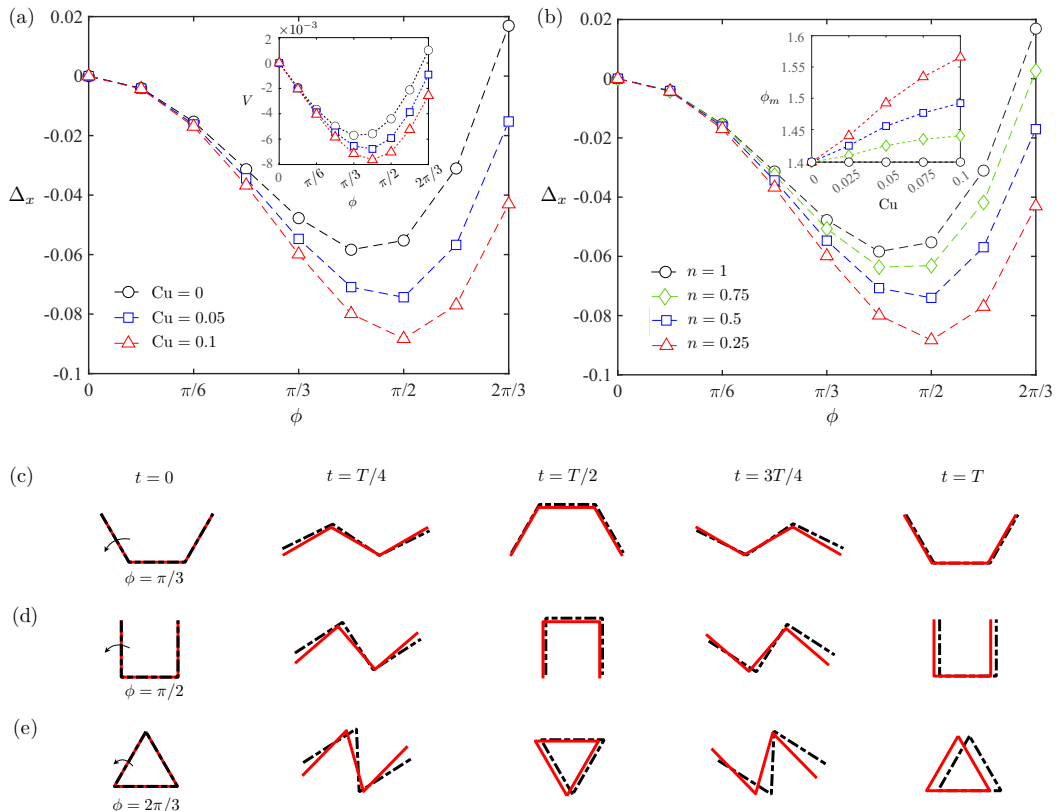 (a)
0.02
0
-0.02
-0.04
-0.06
-0.08
-0.1
Δx
0
π/6
π/3
π/2
2π/3
ϕ
×10⁻³
2
0
-2
-4
-6
-8
V
0
π/6
π/3
π/2
2π/3
ϕ
Cu = 0
Cu = 0.05
Cu = 0.1
(b)
0.02
0
-0.02
-0.04
-0.06
-0.08
-0.1
Δx
0
π/6
π/3
π/2
2π/3
ϕ
1.6
1.5
1.45
1.4
ϕm
0
0.025
0.05
0.075
0.1
Cu
n = 1
n = 0.75
n = 0.5
n = 0.25
(c)
t = 0
t = T/4
t = T/2
t = 3T/4
t = T
ϕ = π/3
(d)
ϕ = π/2
(e)
ϕ = 2π/3